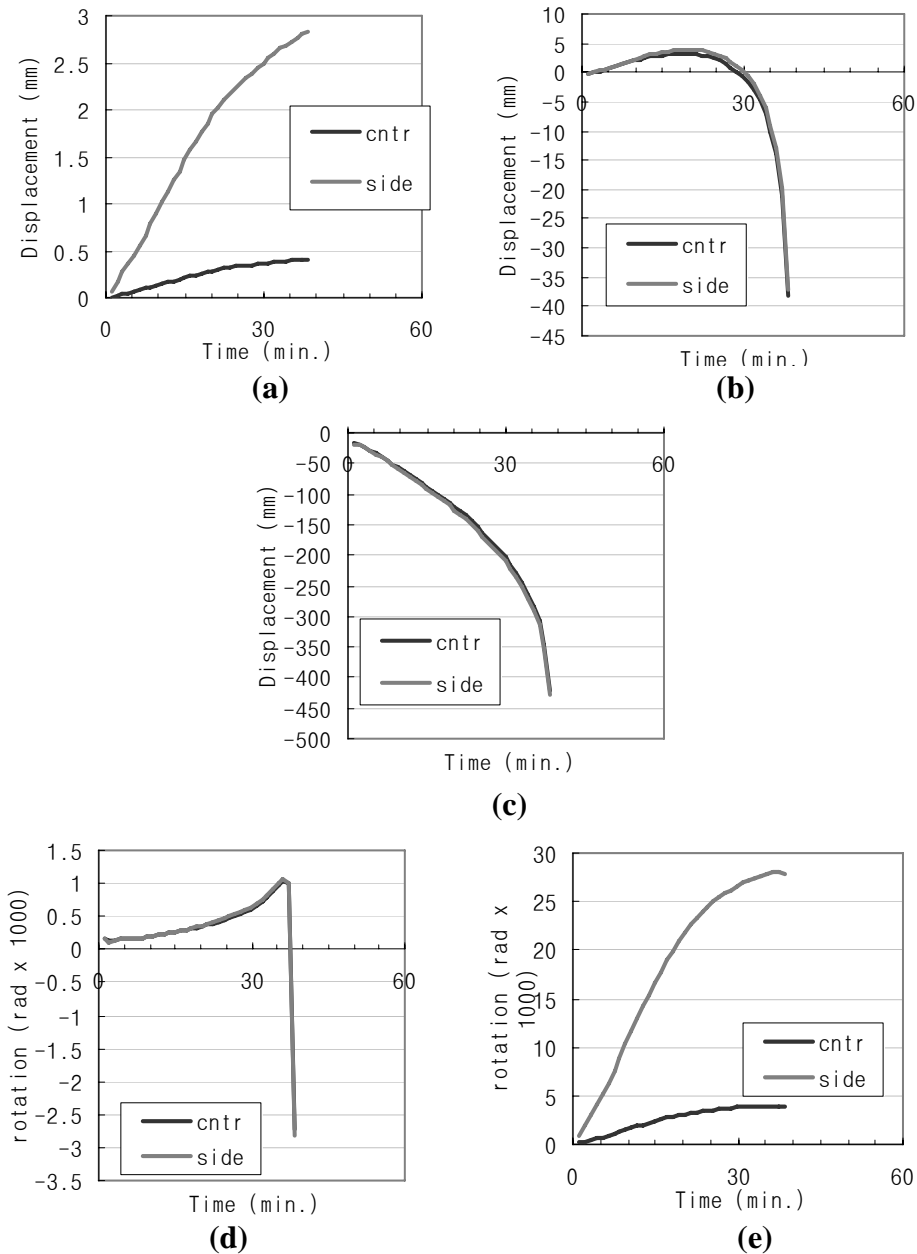 3
2.5
2
1.5
1
0.5
0
Displacement (mm)
cntr
side
0
30
60
Time (min.)
(a)
10
5
0
-5
-10
-15
-20
-25
-30
-35
-40
-45
Displacement (mm)
0
30
60
cntr
side
Time (min.)
(b)
0
-50
-100
-150
-200
-250
-300
-350
-400
-450
-500
Displacement (mm)
0
30
60
cntr
side
Time (min.)
(c)
1.5
1
0.5
0
-0.5
-1
-1.5
-2
-2.5
-3
-3.5
rotation (rad x 1000)
0
30
60
cntr
side
Time (min.)
(d)
30
25
20
15
10
5
0
rotation (rad x
1000)
cntr
side
0
30
60
Time (min.)
(e)